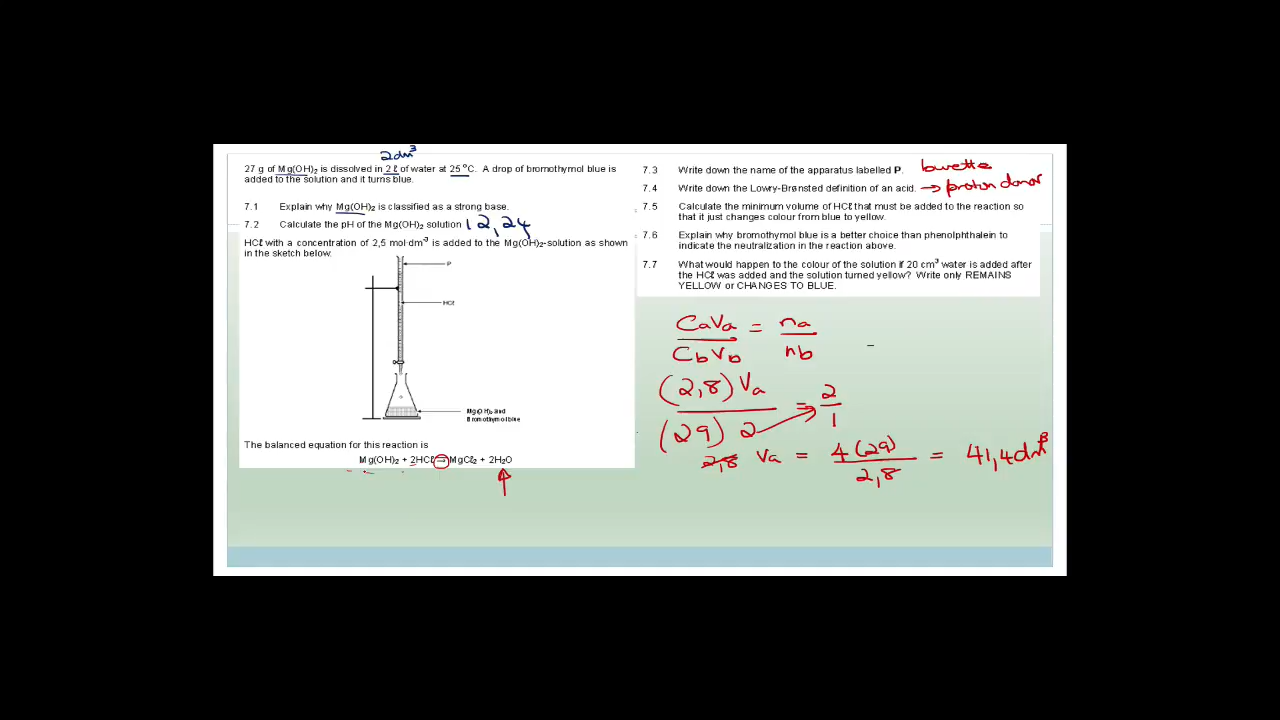 2dm³
27 g of Mg(OH)₂ is dissolved in 2 ℓ of water at 25 °C. A drop of bromothymol blue is
added to the solution and it turns blue.
7.1 Explain why Mg(OH)₂ is classified as a strong base.
7.2 Calculate the pH of the Mg(OH)₂ solution 12,24
HCℓ with a concentration of 2,5 mol·dm⁻³ is added to the Mg(OH)₂-solution as shown
in the sketch below.
P
HCℓ
Mg(OH)₂ and
Bromothymol blue
The balanced equation for this reaction is
Mg(OH)₂ + 2HCℓ ⇒ MgCℓ₂ + 2H₂O
7.3 Write down the name of the apparatus labelled P. burette
7.4 Write down the Lowry-Brønsted definition of an acid. → proton donor
7.5 Calculate the minimum volume of HCℓ that must be added to the reaction so
that it just changes colour from blue to yellow.
7.6 Explain why bromothymol blue is a better choice than phenolphthalein to
indicate the neutralization in the reaction above.
7.7 What would happen to the colour of the solution if 20 cm³ water is added after
the HCℓ was added and the solution turned yellow? Write only REMAINS
YELLOW or CHANGES TO BLUE.
CaVa = na
CbVb nb
(2,8) Va = 2
(29) 2 1
2,8 Va = 4(29) = 41,4dm³
2,8